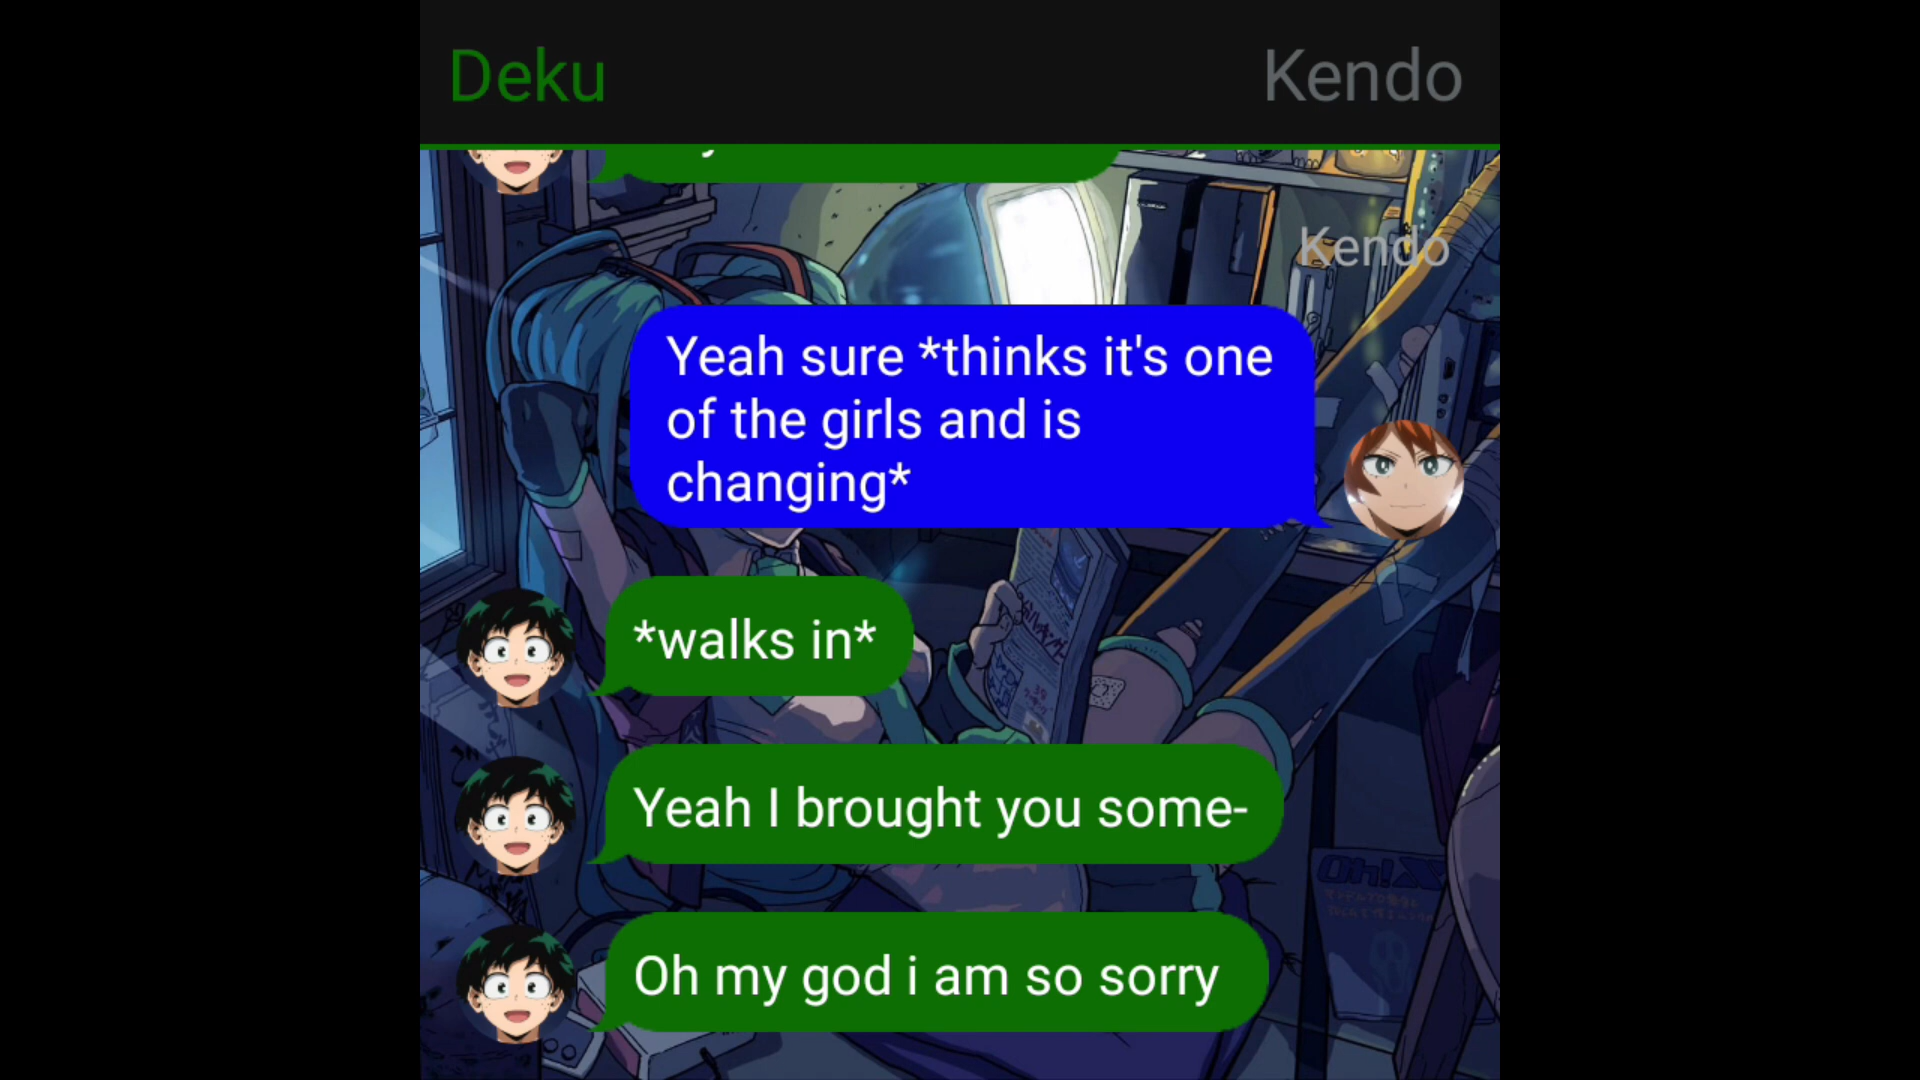 Deku
Kendo
Kendo
Yeah sure *thinks it's one
of the girls and is
changing*
*walks in*
Yeah I brought you some-
Oh my god i am so sorry
Oh!X